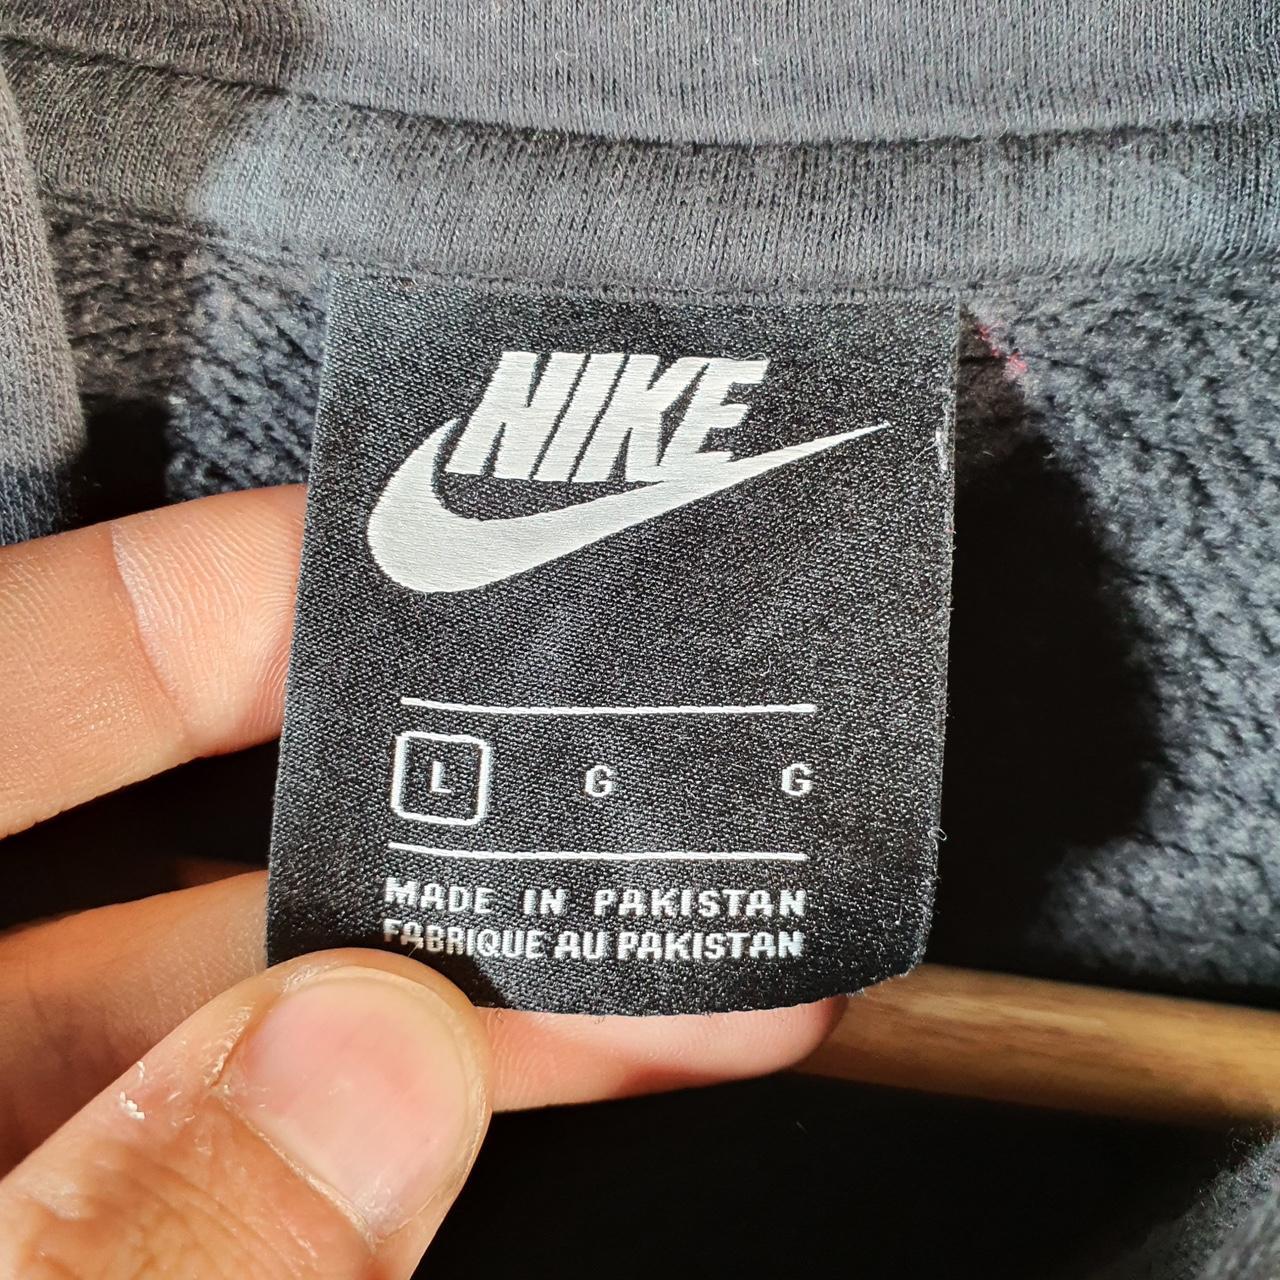 NIKE
L G G
MADE IN PAKISTAN
FABRIQUE AU PAKISTAN